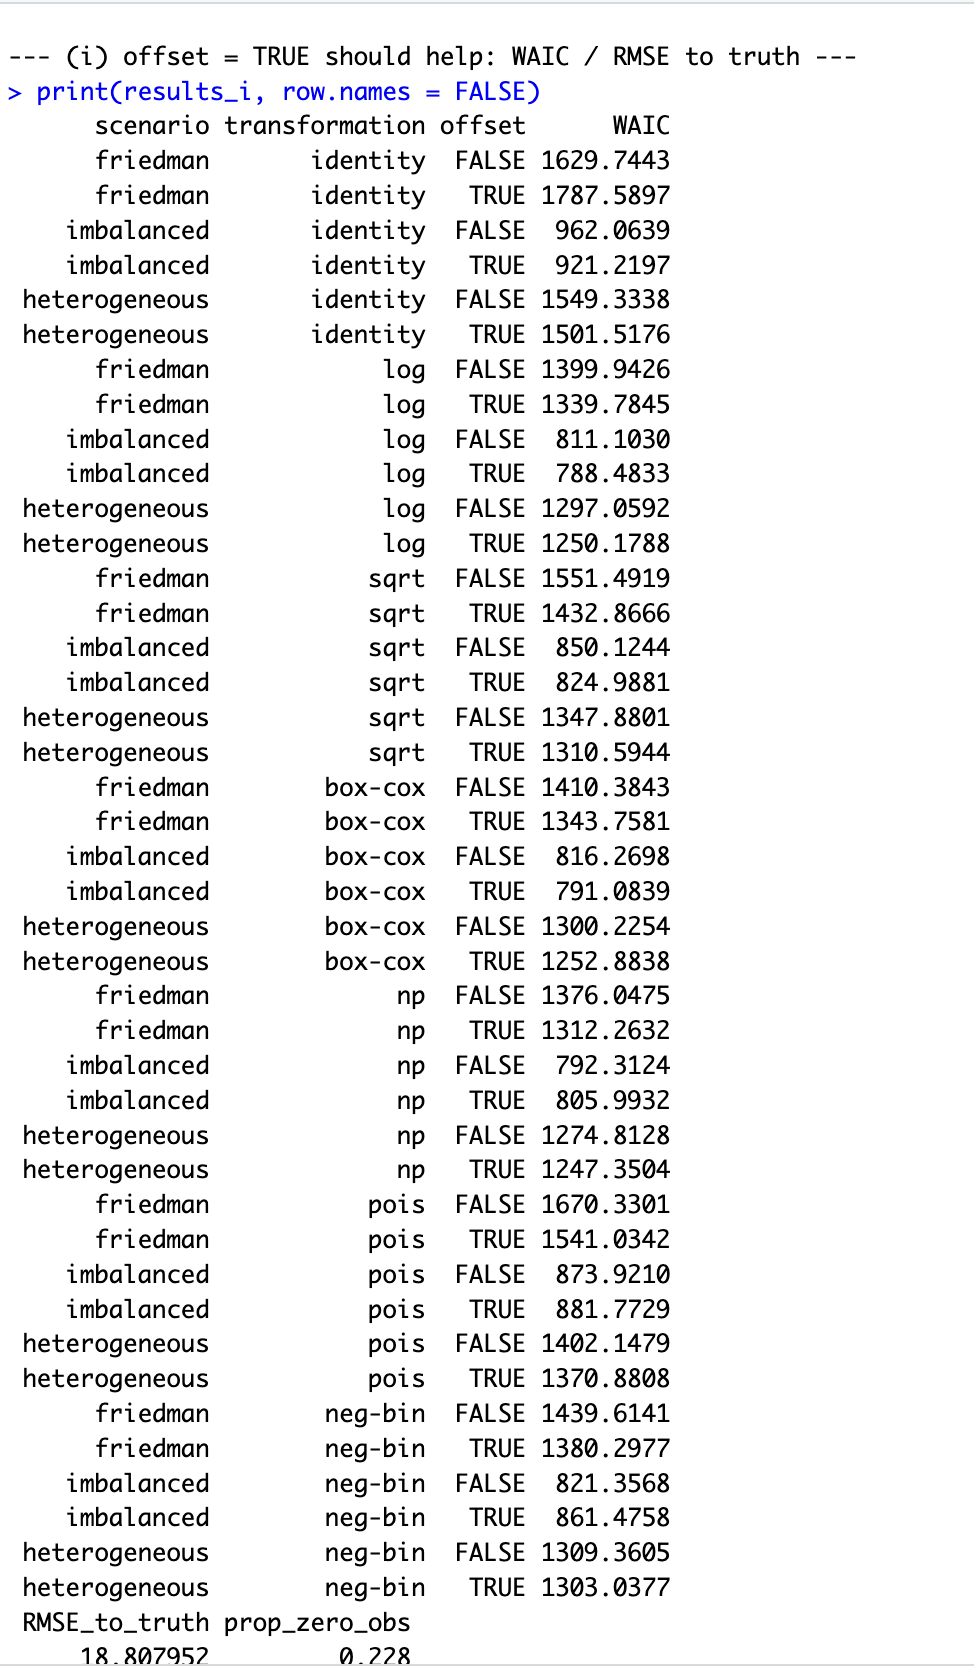 --- (i) offset = TRUE should help: WAIC / RMSE to truth ---
> print(results_i, row.names = FALSE)
scenario transformation offset WAIC
friedman identity FALSE 1629.7443
friedman identity TRUE 1787.5897
imbalanced identity FALSE 962.0639
imbalanced identity TRUE 921.2197
heterogeneous identity FALSE 1549.3338
heterogeneous identity TRUE 1501.5176
friedman log FALSE 1399.9426
friedman log TRUE 1339.7845
imbalanced log FALSE 811.1030
imbalanced log TRUE 788.4833
heterogeneous log FALSE 1297.0592
heterogeneous log TRUE 1250.1788
friedman sqrt FALSE 1551.4919
friedman sqrt TRUE 1432.8666
imbalanced sqrt FALSE 850.1244
imbalanced sqrt TRUE 824.9881
heterogeneous sqrt FALSE 1347.8801
heterogeneous sqrt TRUE 1310.5944
friedman box-cox FALSE 1410.3843
friedman box-cox TRUE 1343.7581
imbalanced box-cox FALSE 816.2698
imbalanced box-cox TRUE 791.0839
heterogeneous box-cox FALSE 1300.2254
heterogeneous box-cox TRUE 1252.8838
friedman np FALSE 1376.0475
friedman np TRUE 1312.2632
imbalanced np FALSE 792.3124
imbalanced np TRUE 805.9932
heterogeneous np FALSE 1274.8128
heterogeneous np TRUE 1247.3504
friedman pois FALSE 1670.3301
friedman pois TRUE 1541.0342
imbalanced pois FALSE 873.9210
imbalanced pois TRUE 881.7729
heterogeneous pois FALSE 1402.1479
heterogeneous pois TRUE 1370.8808
friedman neg-bin FALSE 1439.6141
friedman neg-bin TRUE 1380.2977
imbalanced neg-bin FALSE 821.3568
imbalanced neg-bin TRUE 861.4758
heterogeneous neg-bin FALSE 1309.3605
heterogeneous neg-bin TRUE 1303.0377
RMSE_to_truth prop_zero_obs
18.807952 0.228